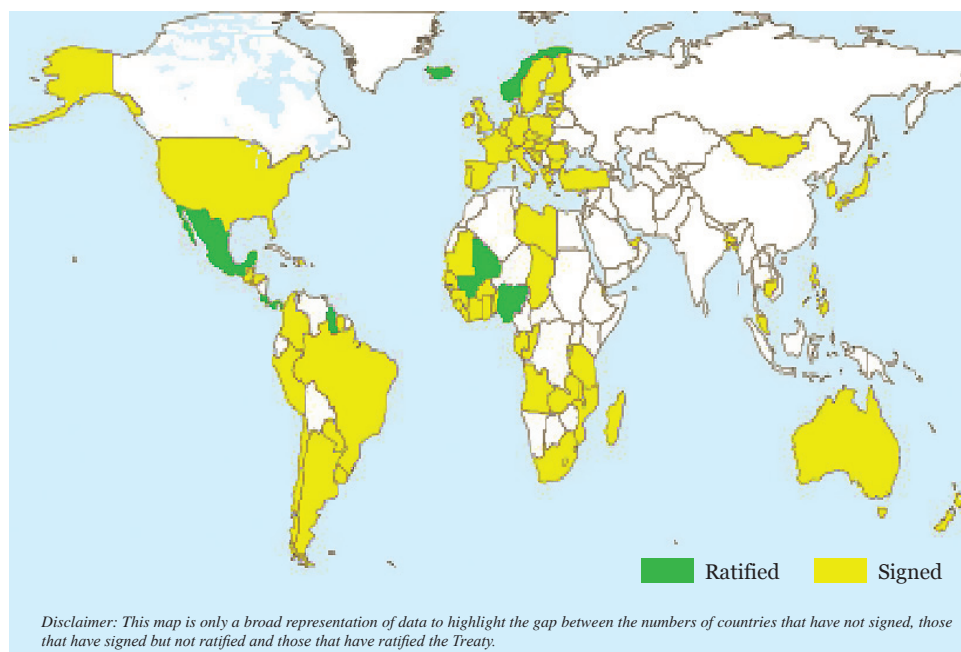 Ratified
Signed
Disclaimer: This map is only a broad representation of data to highlight the gap between the numbers of countries that have not signed, those
that have signed but not ratified and those that have ratified the Treaty.